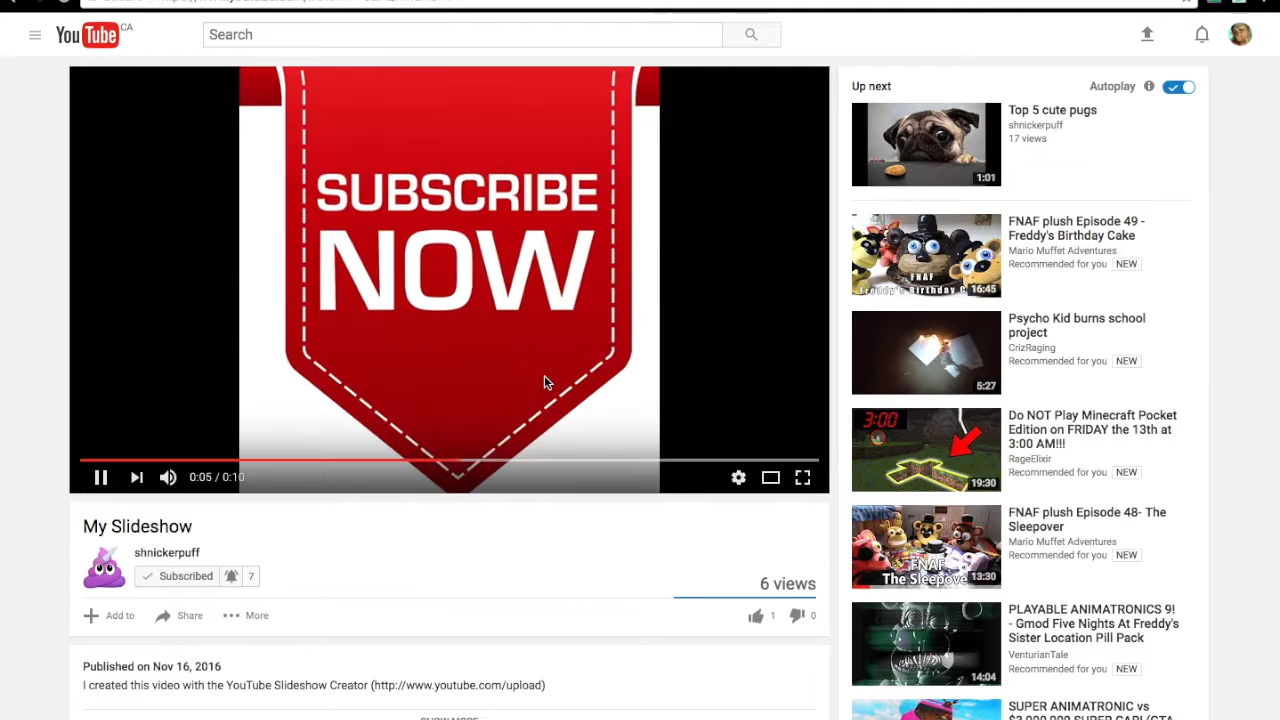 YouTube CA
Search
SUBSCRIBE
NOW
0:05 / 0:10
My Slideshow
shnickerpuff
Subscribed 7
6 views
Add to Share More 1 0
Published on Nov 16, 2016
I created this video with the YouTube Slideshow Creator (http://www.youtube.com/upload)
Up next Autoplay
1:01
Top 5 cute pugs
shnickerpuff
17 views
FNAF
16:45
FNAF plush Episode 49 -
Freddy's Birthday Cake
Mario Muffet Adventures
Recommended for you NEW
5:27
Psycho Kid burns school
project
CrizRaging
Recommended for you NEW
3:00
19:30
Do NOT Play Minecraft Pocket
Edition on FRIDAY the 13th at
3:00 AM!!!
RageElixir
Recommended for you NEW
FNAF
The Sleepove
13:30
FNAF plush Episode 48- The
Sleepover
Mario Muffet Adventures
Recommended for you NEW
14:04
PLAYABLE ANIMATRONICS 9!
- Gmod Five Nights At Freddy's
Sister Location Pill Pack
VenturianTale
Recommended for you NEW
SUPER ANIMATRONIC vs